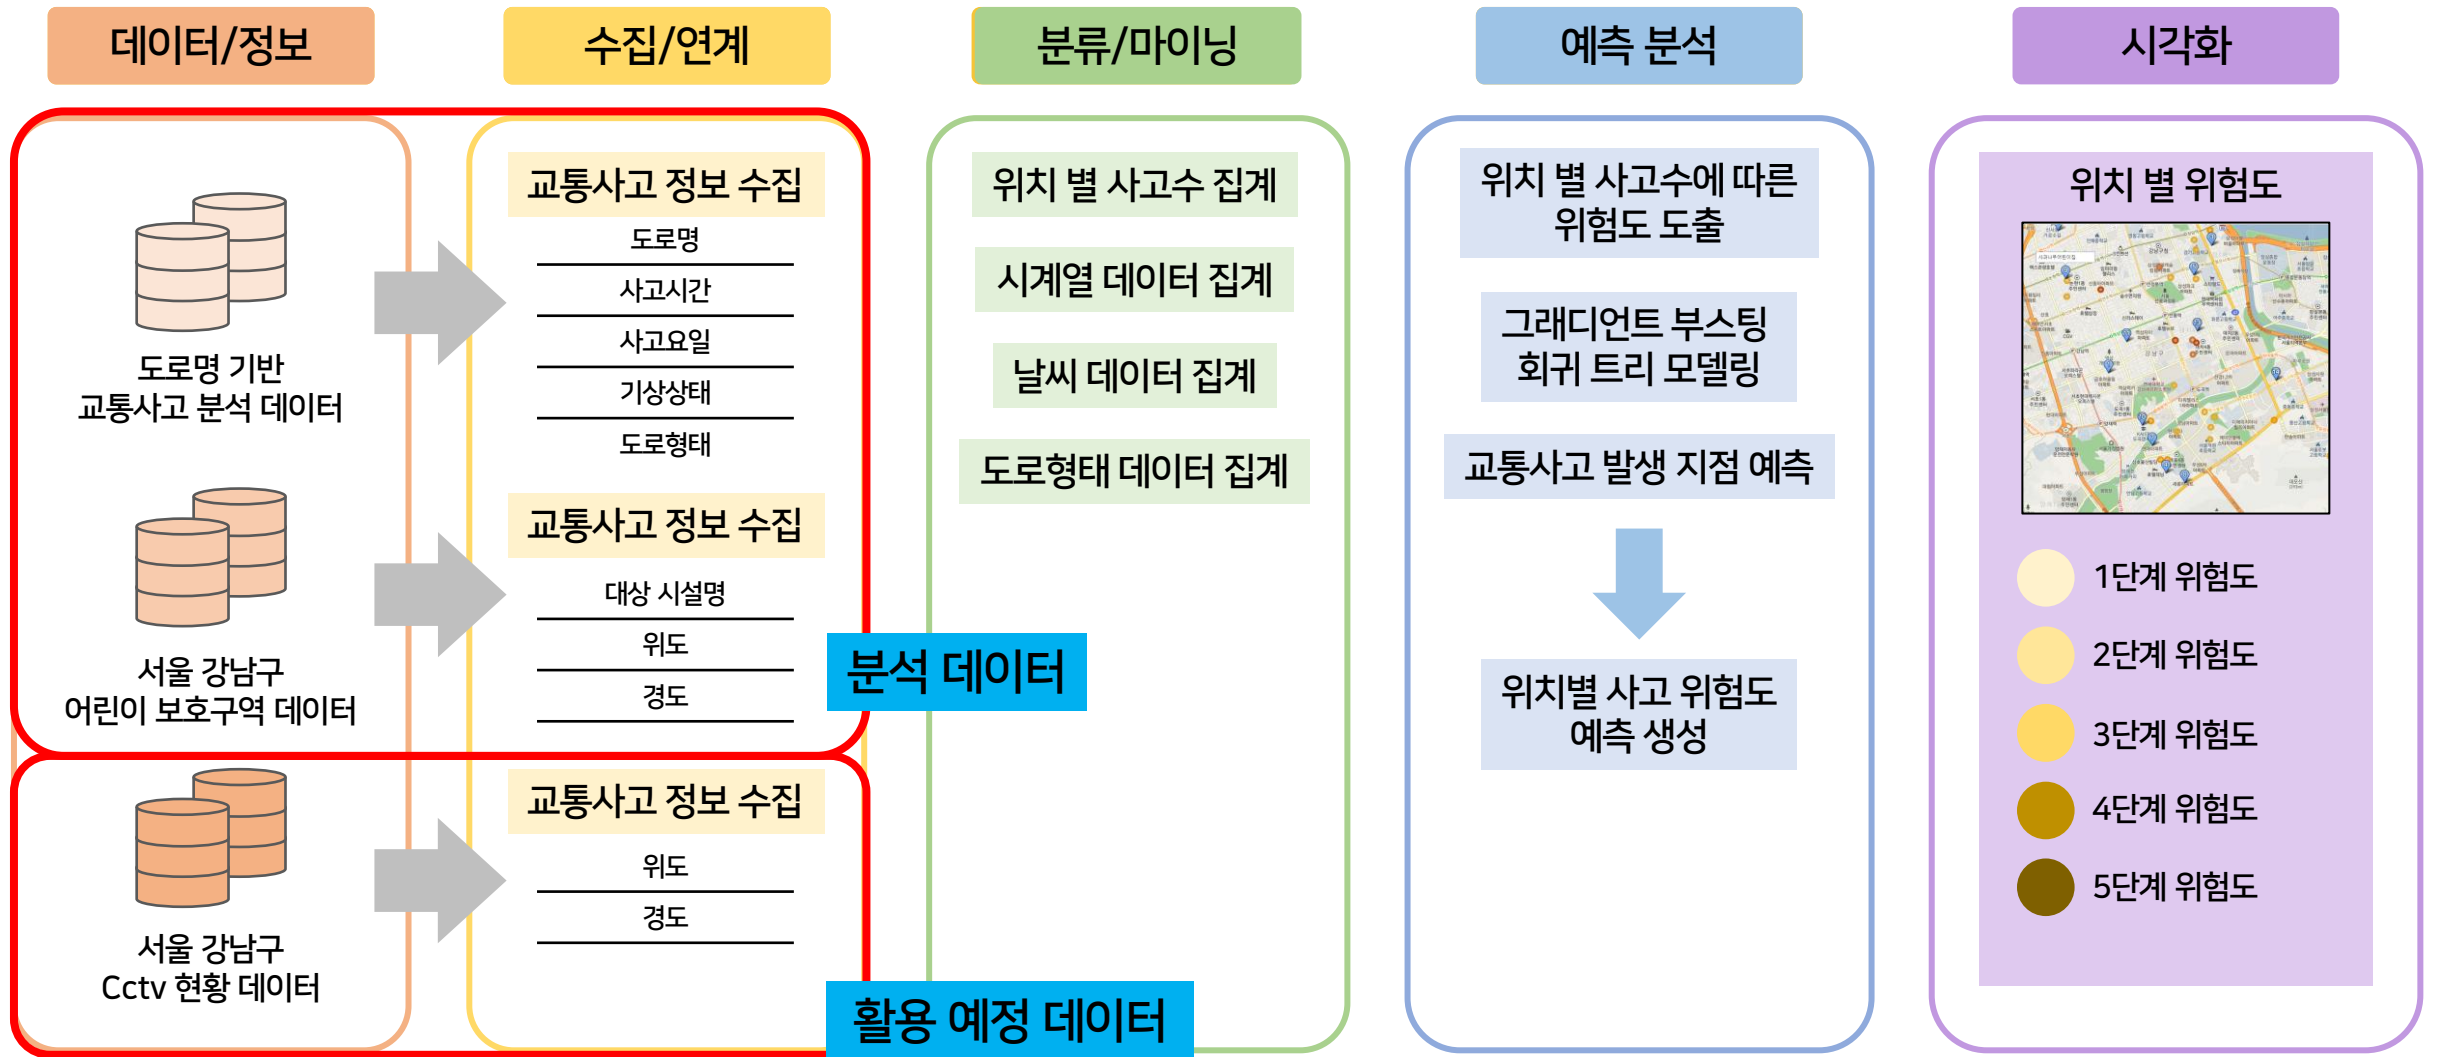 데이터/정보
수집/연계
분류/마이닝
예측 분석
시각화
도로명 기반
교통사고 분석 데이터
서울 강남구
어린이 보호구역 데이터
서울 강남구
Cctv 현황 데이터
교통사고 정보 수집
도로명
사고시간
사고요일
기상상태
도로형태
교통사고 정보 수집
대상 시설명
위도
경도
교통사고 정보 수집
위도
경도
분석 데이터
활용 예정 데이터
위치 별 사고수 집계
시계열 데이터 집계
날씨 데이터 집계
도로형태 데이터 집계
위치 별 사고수에 따른
위험도 도출
그래디언트 부스팅
회귀 트리 모델링
교통사고 발생 지점 예측
위치별 사고 위험도
예측 생성
위치 별 위험도
1단계 위험도
2단계 위험도
3단계 위험도
4단계 위험도
5단계 위험도